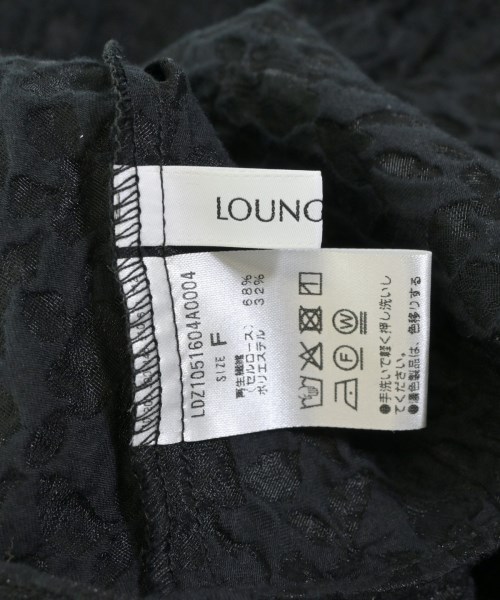 LOUNG
LDZ1051604A0004
SIZE F
再生繊維
(セルロース) 68%
ポリエステル 32%
●手洗いで軽く押し洗いし
てください。
●濃色製品は、色移りする